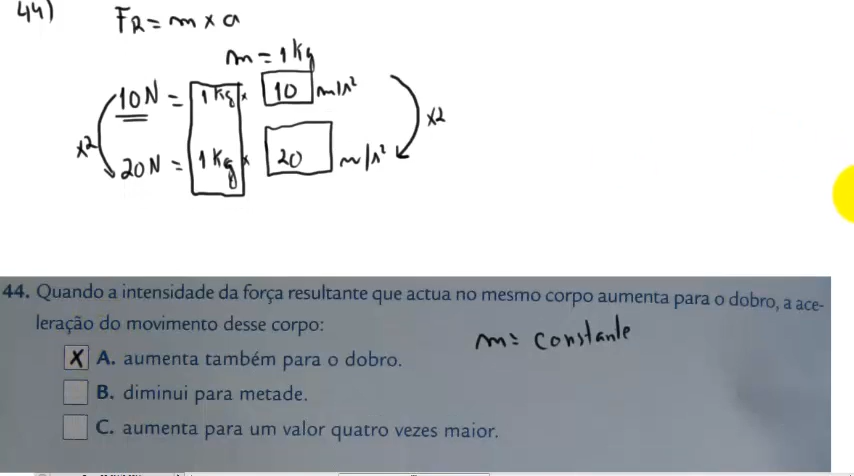 44)
FR = m x a
m = 1 kg
10N = 1 kg x 10 m/s²
x2
x2
20N = 1 kg x 20 m/s²
44. Quando a intensidade da força resultante que actua no mesmo corpo aumenta para o dobro, a ace-
leração do movimento desse corpo:
m = constante
X A. aumenta também para o dobro.
B. diminui para metade.
C. aumenta para um valor quatro vezes maior.